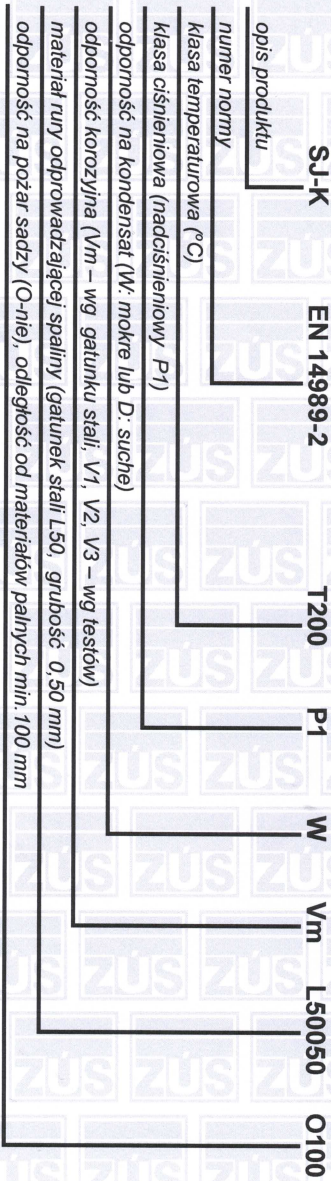 SJ-K EN 14989-2 T200 P1 W Vm L50050 O100
opis produktu
numer normy
klasa temperaturowa (°C)
klasa ciśnieniowa (nadciśnieniowy P1)
odporność na kondensat (W: mokre lub D: suche)
odporność korozyjna (Vm – wg gatunku stali, V1, V2, V3 – wg testów)
materiał rury odprowadzającej spaliny (gatunek stali L50, grubość 0,50 mm)
odporność na pożar sadzy (O-nie), odległość od materiałów palnych min. 100 mm
ZÚS